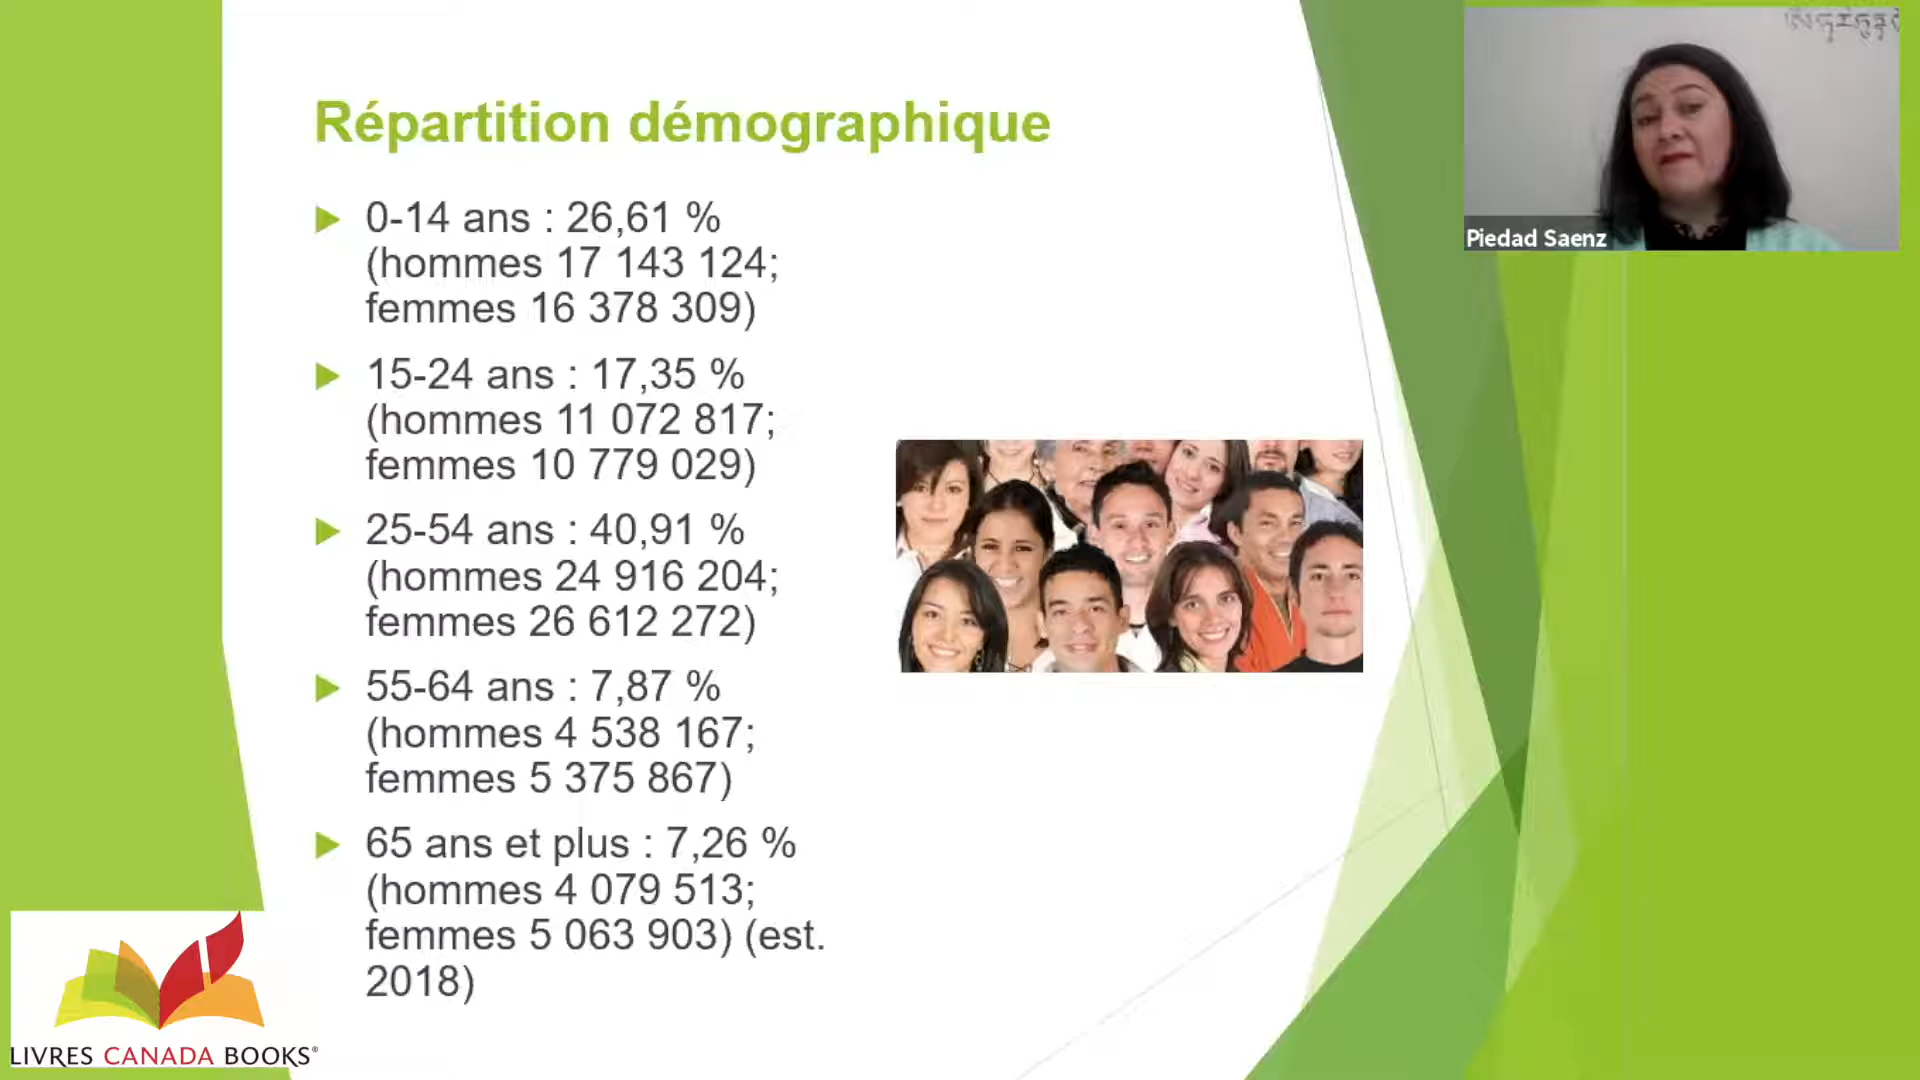 Répartition démographique
0-14 ans : 26,61 %
(hommes 17 143 124;
femmes 16 378 309)
15-24 ans : 17,35 %
(hommes 11 072 817;
femmes 10 779 029)
25-54 ans : 40,91 %
(hommes 24 916 204;
femmes 26 612 272)
55-64 ans : 7,87 %
(hommes 4 538 167;
femmes 5 375 867)
65 ans et plus : 7,26 %
(hommes 4 079 513;
femmes 5 063 903) (est.
2018)
Piedad Saenz
LIVRES CANADA BOOKS®